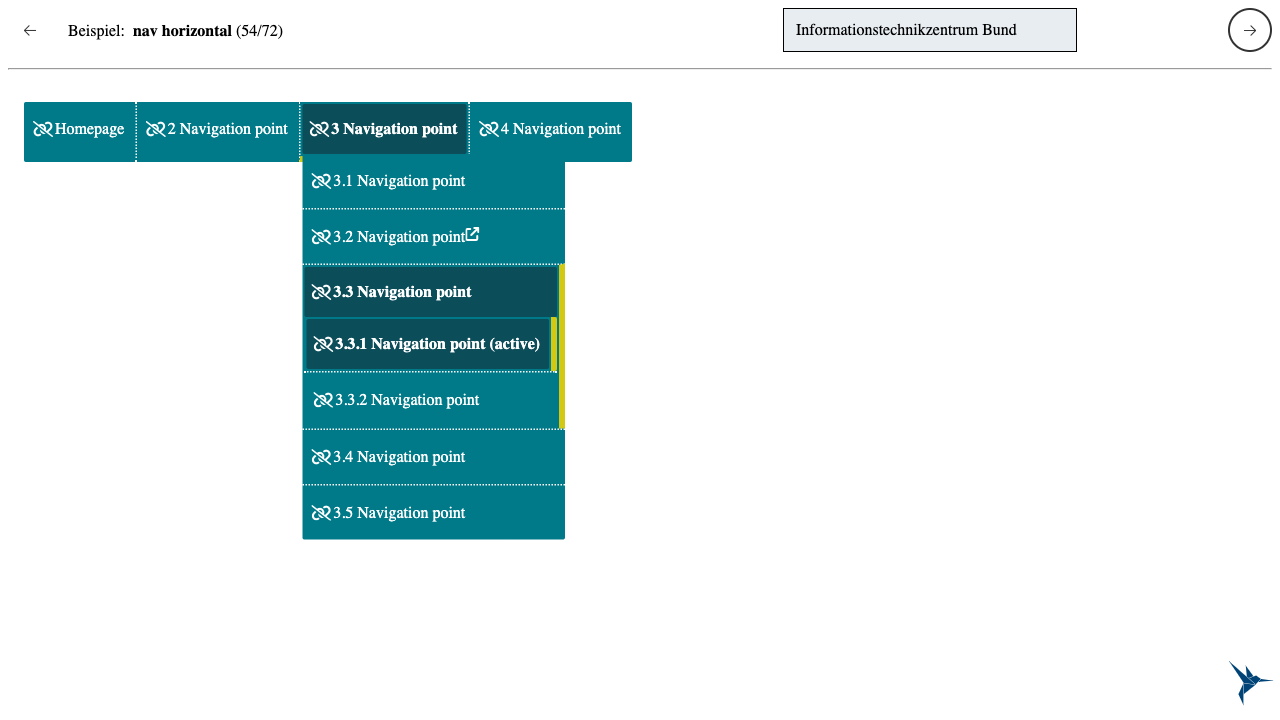 Beispiel: nav horizontal (54/72)
Informationstechnikzentrum Bund
Homepage
2 Navigation point
3 Navigation point
4 Navigation point
3.1 Navigation point
3.2 Navigation point
3.3 Navigation point
3.3.1 Navigation point (active)
3.3.2 Navigation point
3.4 Navigation point
3.5 Navigation point